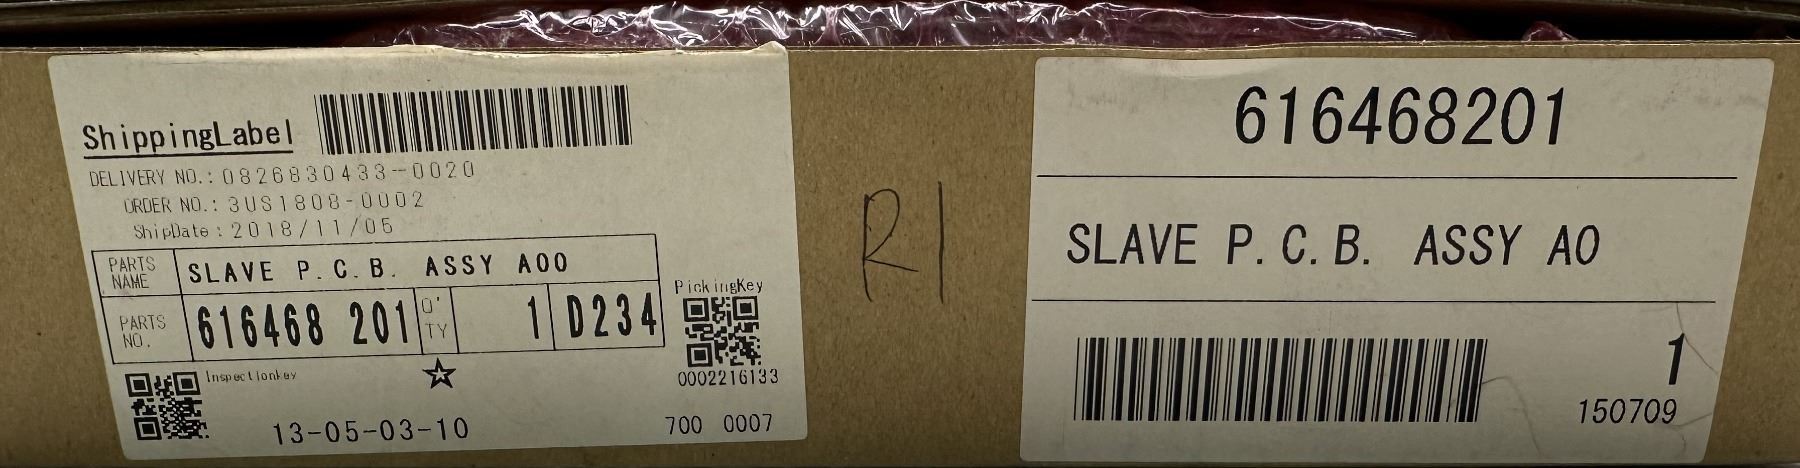 ShippingLabel
DELIVERY NO.: 0826830433-0020
ORDER NO.: 3US1808-0002
ShipDate: 2018/11/05
PARTS NAME SLAVE P.C.B. ASSY A00
PARTS NO. 616468 201 Q'TY 1 D234
PickingKey
0002216133
Inspectionkey
☆
13-05-03-10
700 0007
R1
616468201
SLAVE P.C.B. ASSY A0
1
150709